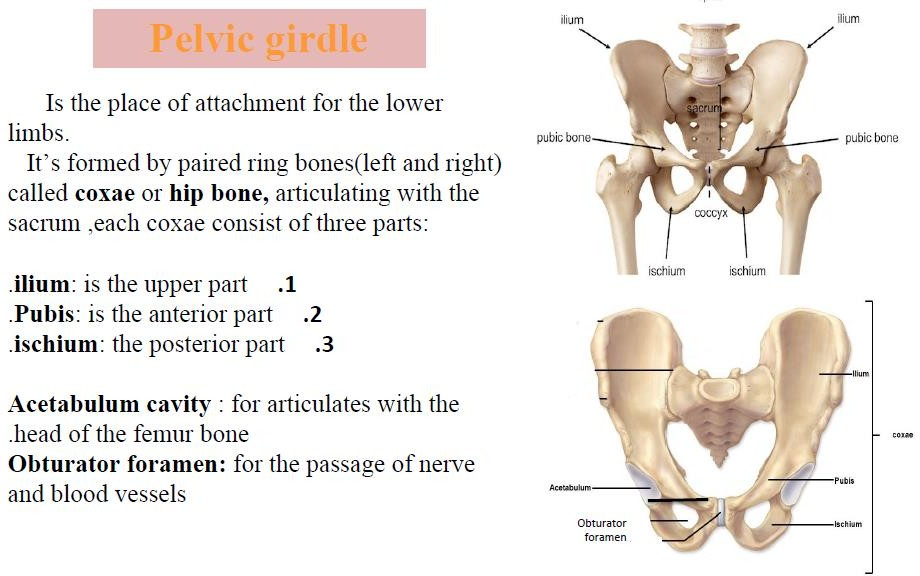 Pelvic girdle
Is the place of attachment for the lower
limbs.
It’s formed by paired ring bones(left and right)
called coxae or hip bone, articulating with the
sacrum ,each coxae consist of three parts:
.ilium: is the upper part .1
.Pubis: is the anterior part .2
.ischium: the posterior part .3
Acetabulum cavity : for articulates with the
.head of the femur bone
Obturator foramen: for the passage of nerve
and blood vessels
ilium
ilium
sacrum
pubic bone
pubic bone
coccyx
ischium
ischium
Ilium
coxae
Acetabulum
Pubis
Obturator
foramen
Ischium